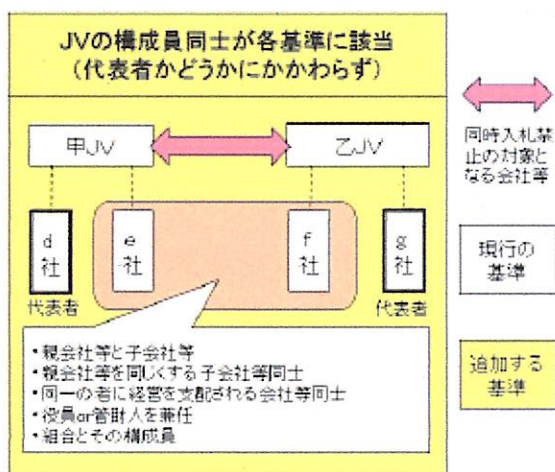 JVの構成員同士が各基準に該当
(代表者かどうかにかかわらず)
甲JV
乙JV
d社
e社
f社
g社
代表者
代表者
・親会社等と子会社等
・親会社等を同じくする子会社等同士
・同一の者に経営を支配される会社等同士
・役員or管財人を兼任
・組合とその構成員
同時入札禁
止の対象と
なる会社等
現行の
基準
追加する
基準